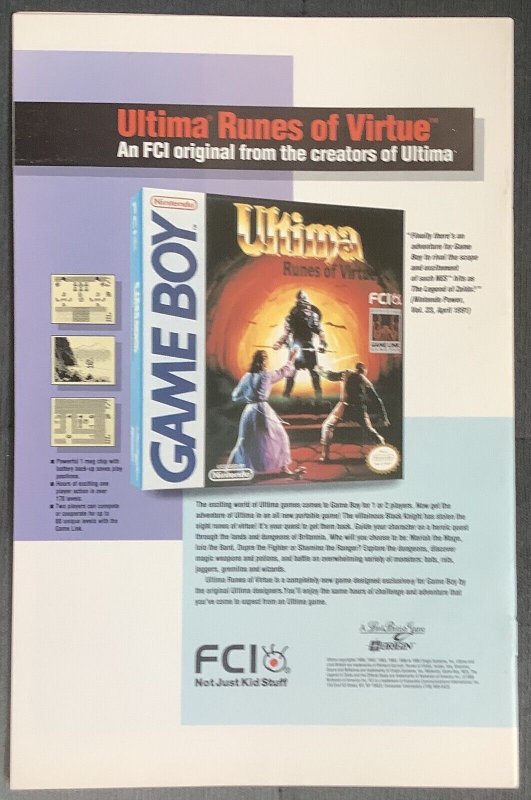 Ultima® Runes of Virtue™
An FCI original from the creators of Ultima™
Nintendo
GAME BOY
Ultima
Runes of Virtue
FCI
GAME LINK
Nintendo
"Finally there's an
adventure for Game
Boy to rival the scope
and excitement
of such NES® hits as
The Legend of Zelda®"
(Nintendo Power,
Vol. 23, April 1991)
■ Powerful 1 meg chip with
battery back-up saves play
positions.
■ Hours of exciting one
player action in over
170 levels.
■ Two players can compete
or cooperate for up to
60 unique levels with the
Game Link.
The exciting world of Ultima games comes to Game Boy for 1 or 2 players. Now get the
adventure of Ultima in an all new portable game! The villainous Black Knight has stolen the
eight runes of virtue! It's your quest to get them back. Guide your character on a heroic quest
through the lands and dungeons of Britannia. Who will you choose to be: Mariah the Mage,
Iolo the Bard, Dupre the Fighter or Shamino the Ranger? Explore the dungeons, discover
magic weapons and potions, and battle an overwhelming variety of monsters: bats, rats,
jaggers, gremlins and wizards.
Ultima Runes of Virtue is a completely new game designed exclusively for Game Boy by
the original Ultima designers. You'll enjoy the same hours of challenge and adventure that
you've come to expect from an Ultima game.
FCI
Not Just Kid Stuff
A Lord British Game
ORIGIN